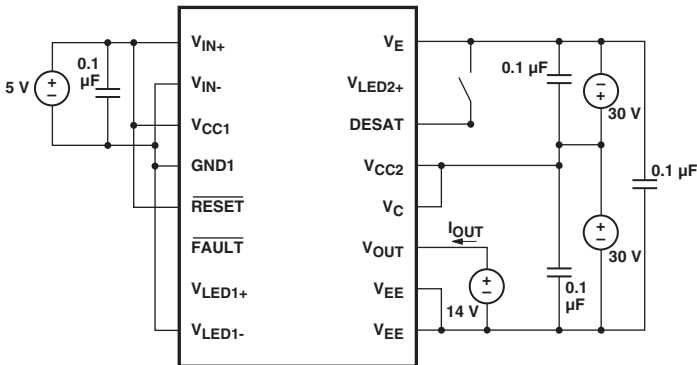 V_IN+
V_IN-
V_CC1
GND1
RESET
FAULT
V_LED1+
V_LED1-
V_E
V_LED2+
DESAT
V_CC2
V_C
V_OUT
V_EE
V_EE
5 V
0.1
µF
0.1 µF
30 V
0.1 µF
30 V
I_OUT
0.1
µF
14 V